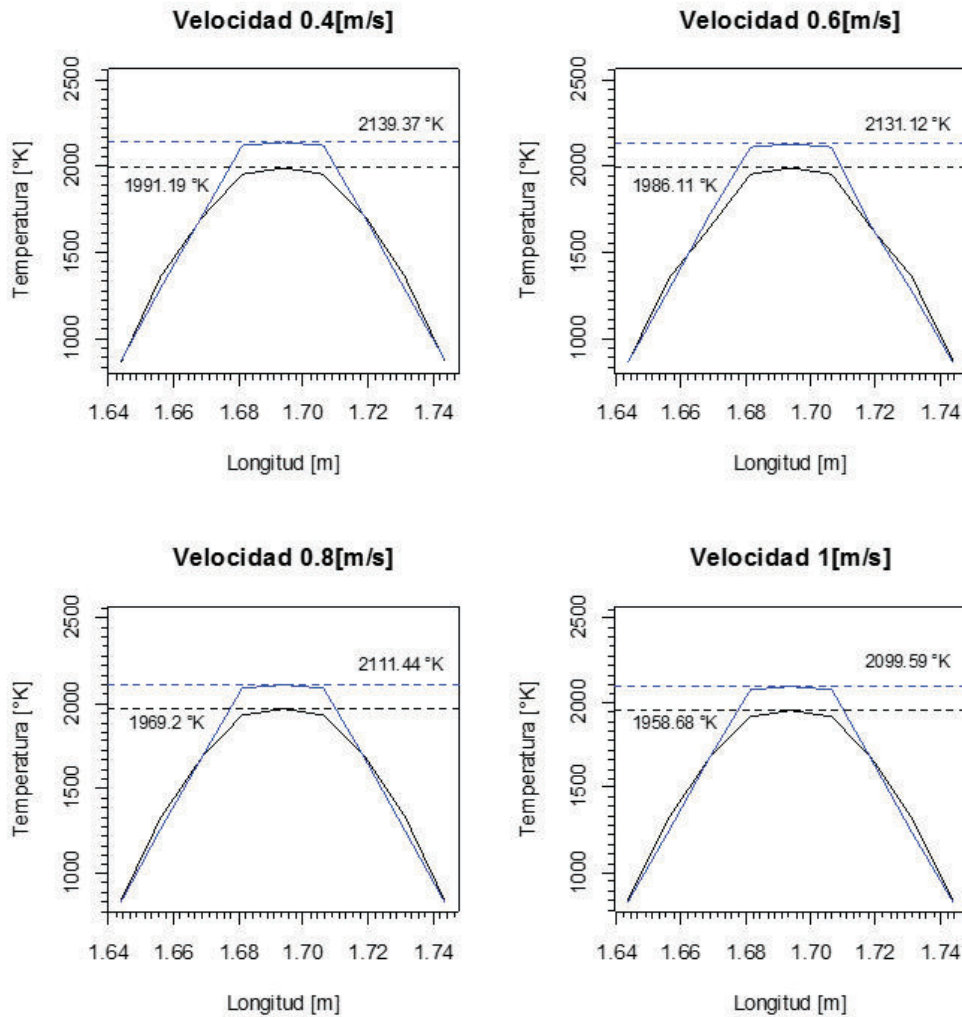 Velocidad 0.4[m/s]
Temperatura [°K]
2500
2000
1500
1000
2139.37 °K
1991.19 °K
1.64 1.66 1.68 1.70 1.72 1.74
Longitud [m]
Velocidad 0.6[m/s]
Temperatura [°K]
2500
2000
1500
1000
2131.12 °K
1986.11 °K
1.64 1.66 1.68 1.70 1.72 1.74
Longitud [m]
Velocidad 0.8[m/s]
Temperatura [°K]
2500
2000
1500
1000
2111.44 °K
1969.2 °K
1.64 1.66 1.68 1.70 1.72 1.74
Longitud [m]
Velocidad 1[m/s]
Temperatura [°K]
2500
2000
1500
1000
2099.59 °K
1958.68 °K
1.64 1.66 1.68 1.70 1.72 1.74
Longitud [m]